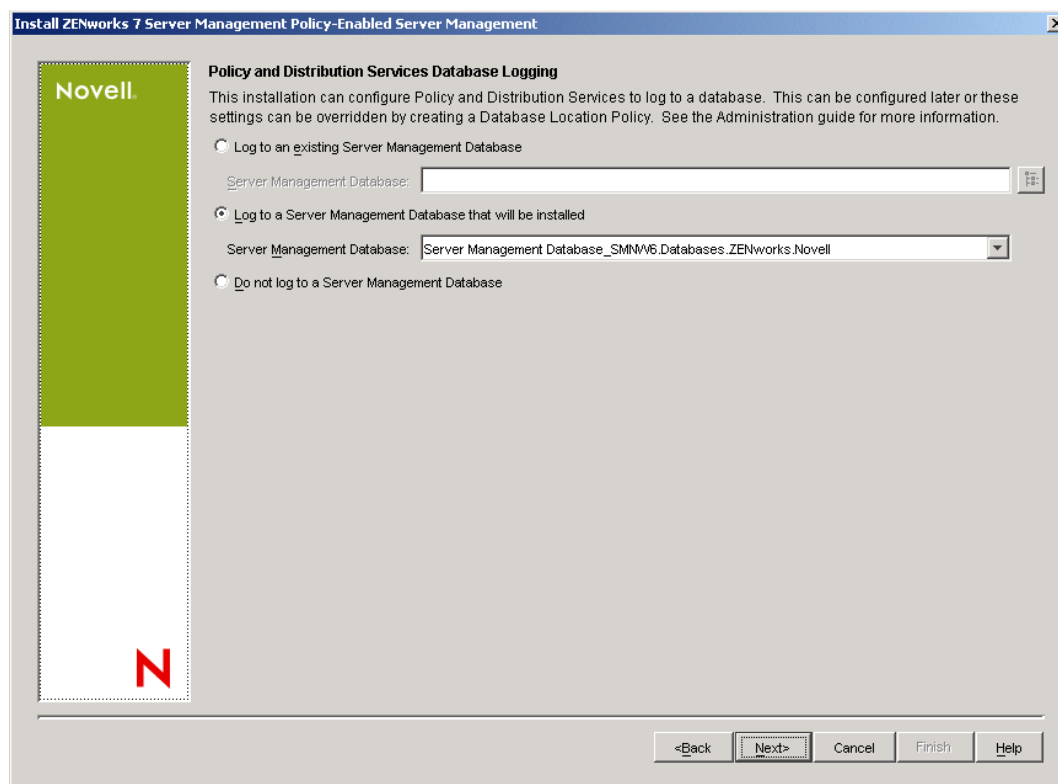 Install ZENworks 7 Server Management Policy-Enabled Server Management
Novell.
Policy and Distribution Services Database Logging
This installation can configure Policy and Distribution Services to log to a database. This can be configured later or these
settings can be overridden by creating a Database Location Policy. See the Administration guide for more information.
Log to an existing Server Management Database
Server Management Database:
Log to a Server Management Database that will be installed
Server Management Database: Server Management Database_SMNW6.Databases.ZENworks.Novell
Do not log to a Server Management Database
N
<Back Next> Cancel Finish Help